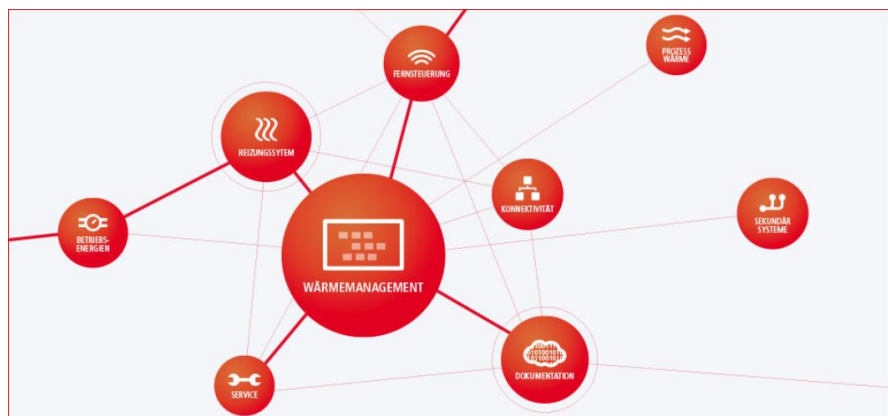 FERNSTEUERUNG
PROZESS
WÄRME
HEIZUNGSSYTEM
KONNEKTIVITÄT
BETRIEBS-
ENERGIEN
SEKUNDÄR
SYSTEME
WÄRMEMANAGEMENT
DOKUMENTATION
SERVICE